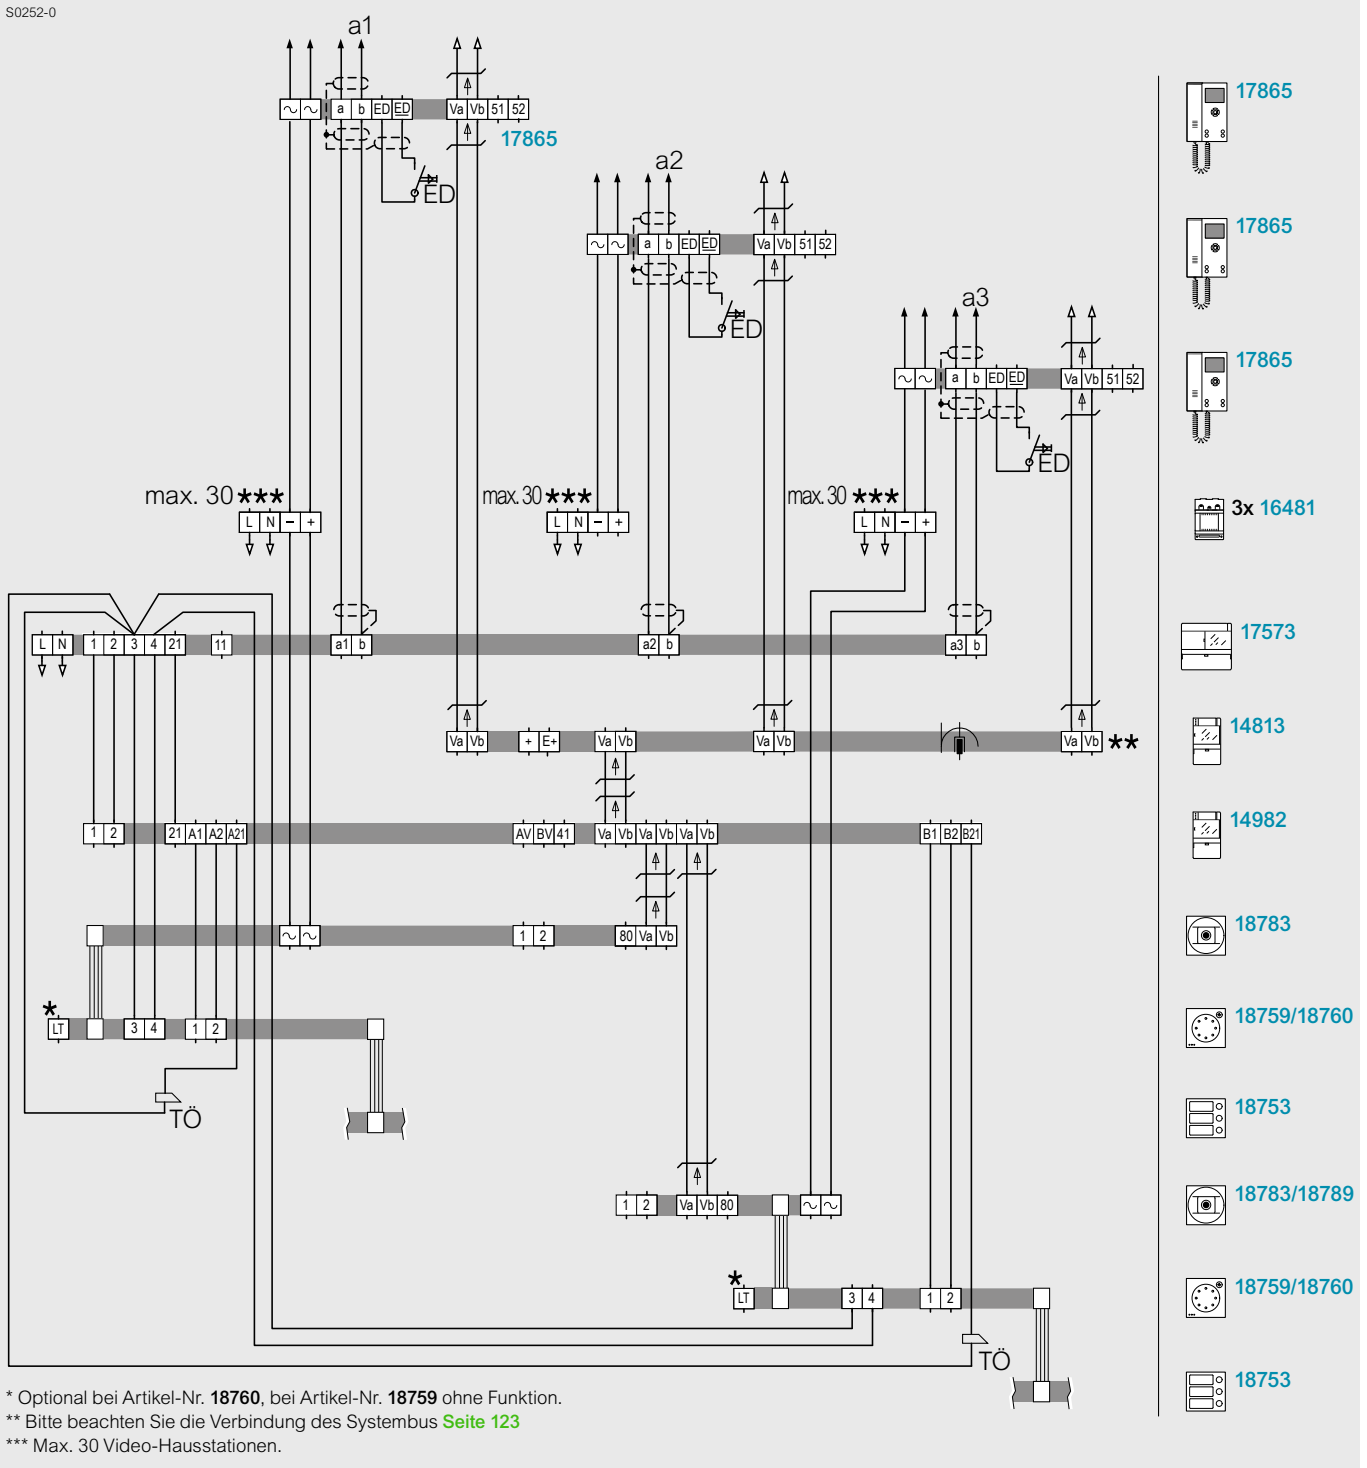 S0252-0
a1
a b ED ED Va Vb 51 52
17865
17865
ED
a2
17865
a b ED ED Va Vb 51 52
ED
a3
17865
a b ED ED Va Vb 51 52
ED
max. 30 *** max. 30 *** max. 30 ***
3x 16481
L N − + L N − + L N − +
L N 1 2 3 4 21 11 a1 b a2 b a3 b
17573
Va Vb + E+ Va Vb Va Vb Va Vb **
14813
1 2 21 A1 A2 A21 AV BV 41 Va Vb Va Vb Va Vb B1 B2 B21
14982
1 2 80 Va Vb
18783
*
LT 3 4 1 2
18759/18760
TÖ
18753
1 2 Va Vb 80
18783/18789
*
LT 3 4 1 2
18759/18760
TÖ
18753
* Optional bei Artikel-Nr. 18760, bei Artikel-Nr. 18759 ohne Funktion.
** Bitte beachten Sie die Verbindung des Systembus Seite 123
*** Max. 30 Video-Hausstationen.